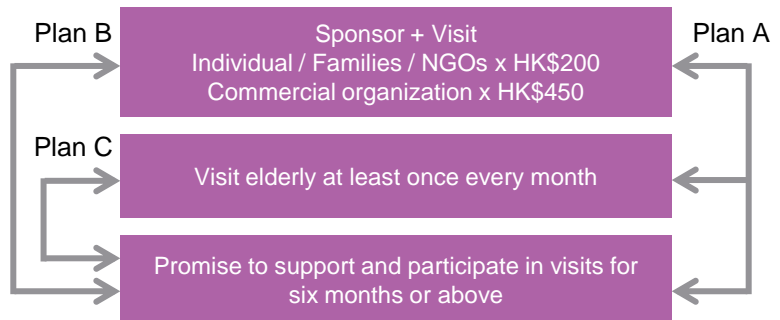 Plan B
Sponsor + Visit
Individual / Families / NGOs x HK$200
Commercial organization x HK$450
Plan A
Plan C
Visit elderly at least once every month
Promise to support and participate in visits for
six months or above